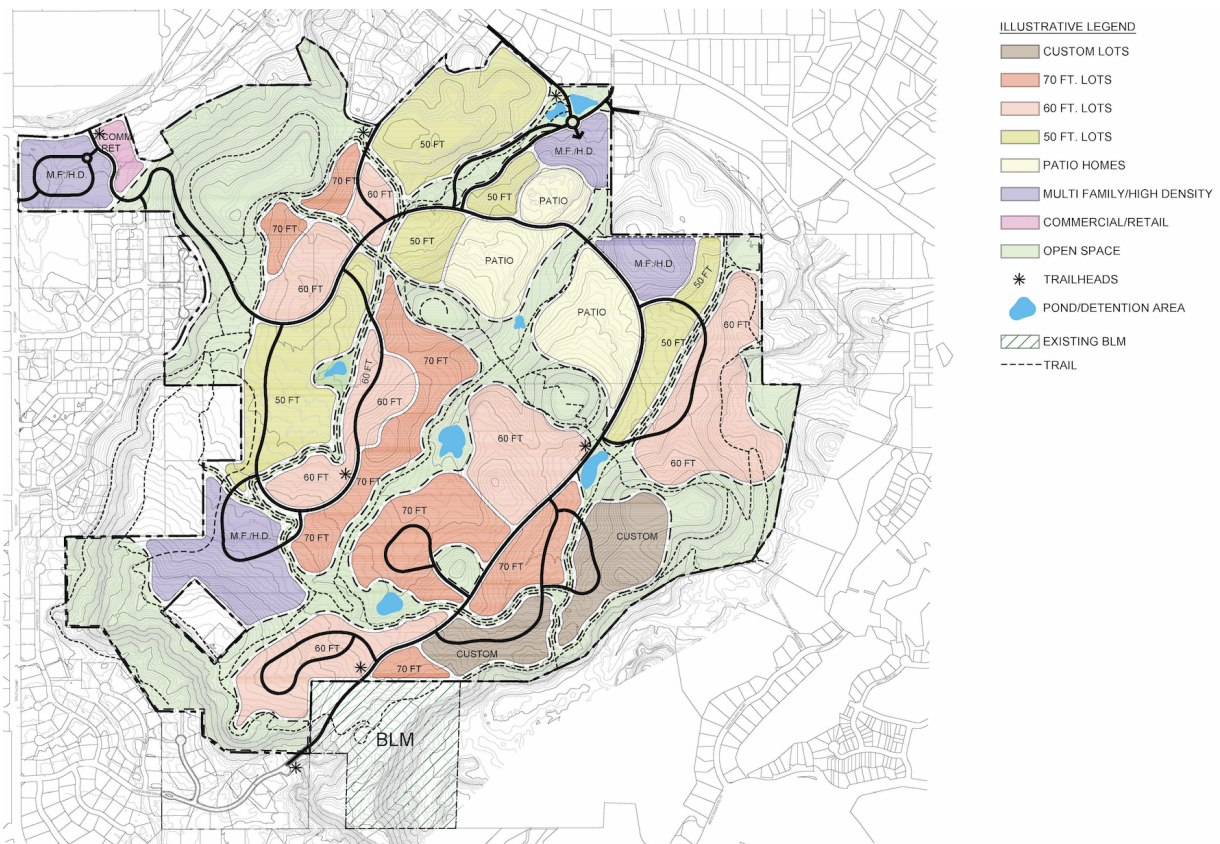 ILLUSTRATIVE LEGEND
CUSTOM LOTS
70 FT. LOTS
60 FT. LOTS
50 FT. LOTS
PATIO HOMES
MULTI FAMILY/HIGH DENSITY
COMMERCIAL/RETAIL
OPEN SPACE
TRAILHEADS
POND/DETENTION AREA
EXISTING BLM
TRAIL
COMM
RET
M.F./H.D.
50 FT
M.F./H.D.
70 FT
60 FT
50 FT
PATIO
70 FT
50 FT
PATIO
M.F./H.D.
50 FT
60 FT
PATIO
60 FT
50 FT
70 FT
60 FT
50 FT
60 FT
60 FT
60 FT
60 FT
70 FT
70 FT
M.F./H.D.
70 FT
CUSTOM
70 FT
60 FT
CUSTOM
70 FT
BLM